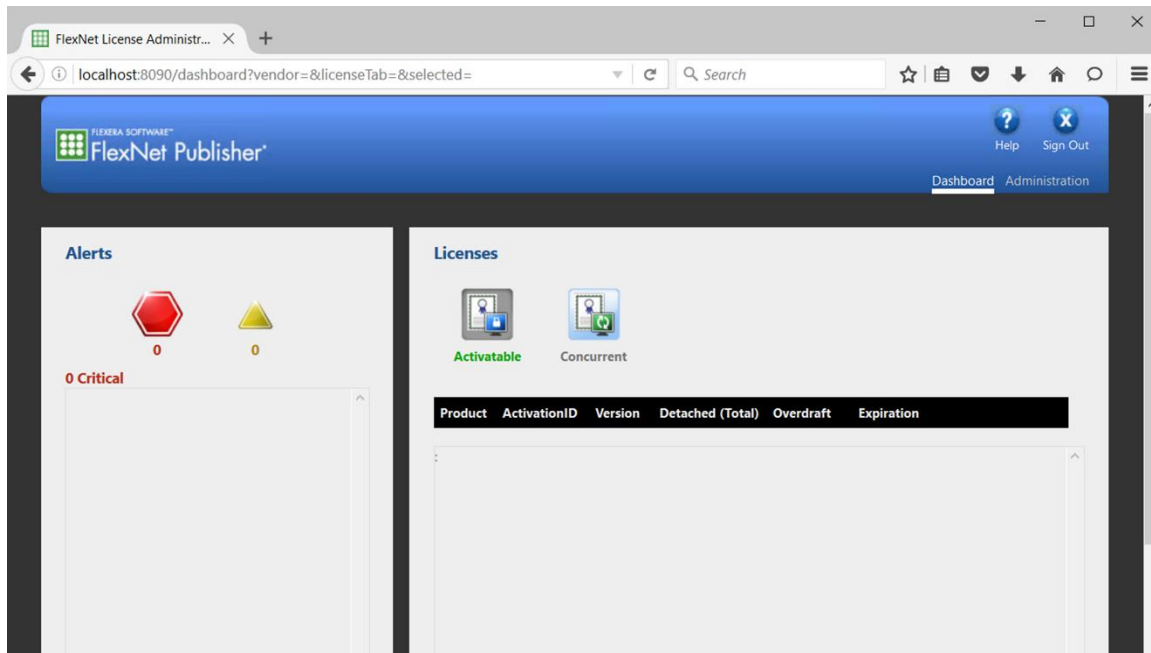 FlexNet License Administr...
localhost:8090/dashboard?vendor=&licenseTab=&selected=
Search
FLEXERA SOFTWARE™
FlexNet Publisher
Help Sign Out
Dashboard Administration
Alerts
0 0
0 Critical
Licenses
Activatable Concurrent
Product ActivationID Version Detached (Total) Overdraft Expiration
: